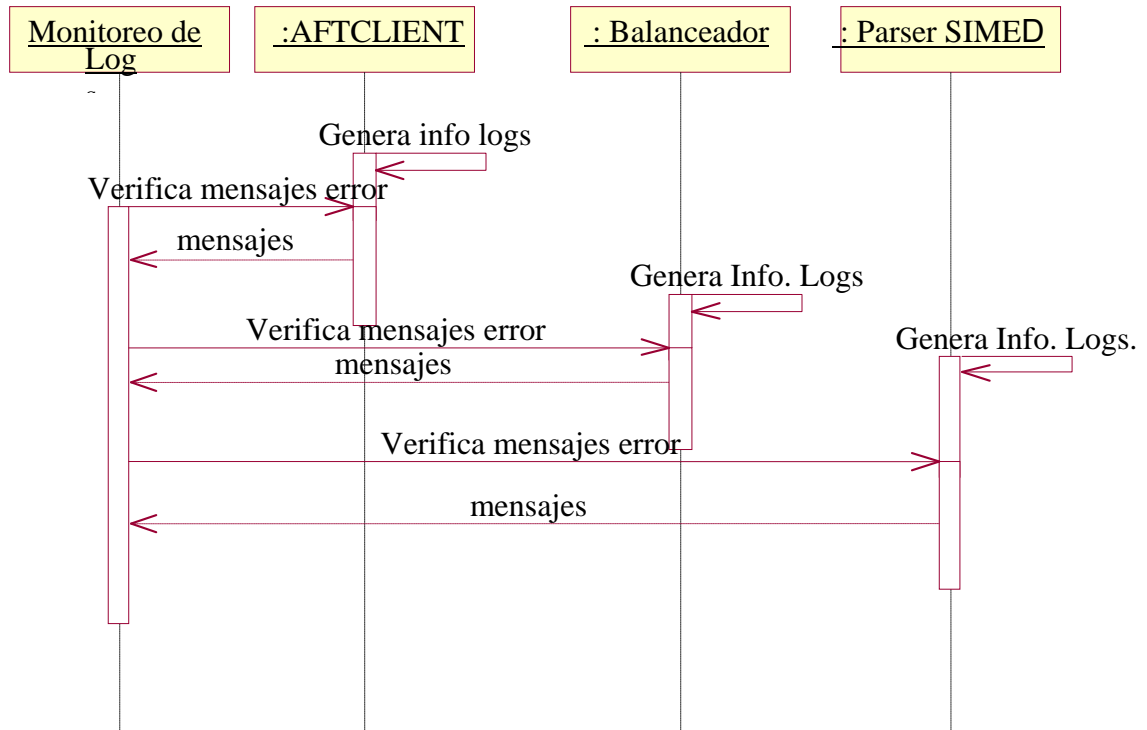 Monitoreo de
Log
:AFTCLIENT
: Balanceador
: Parser SIMED
Genera info logs
Verifica mensajes error
mensajes
Genera Info. Logs
Verifica mensajes error
mensajes
Genera Info. Logs.
Verifica mensajes error
mensajes